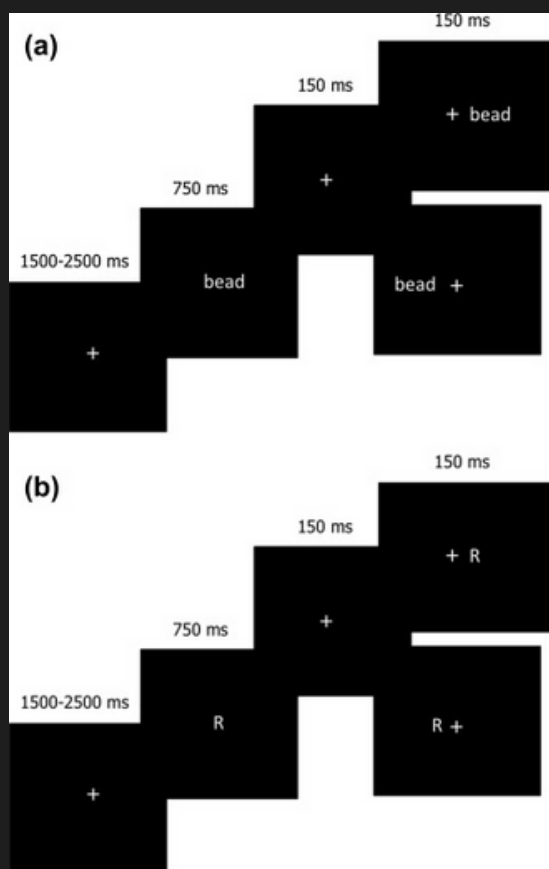 (a)
150 ms
+ bead
150 ms
+
750 ms
bead
bead +
1500-2500 ms
+
(b)
150 ms
+ R
150 ms
+
750 ms
R
R +
1500-2500 ms
+